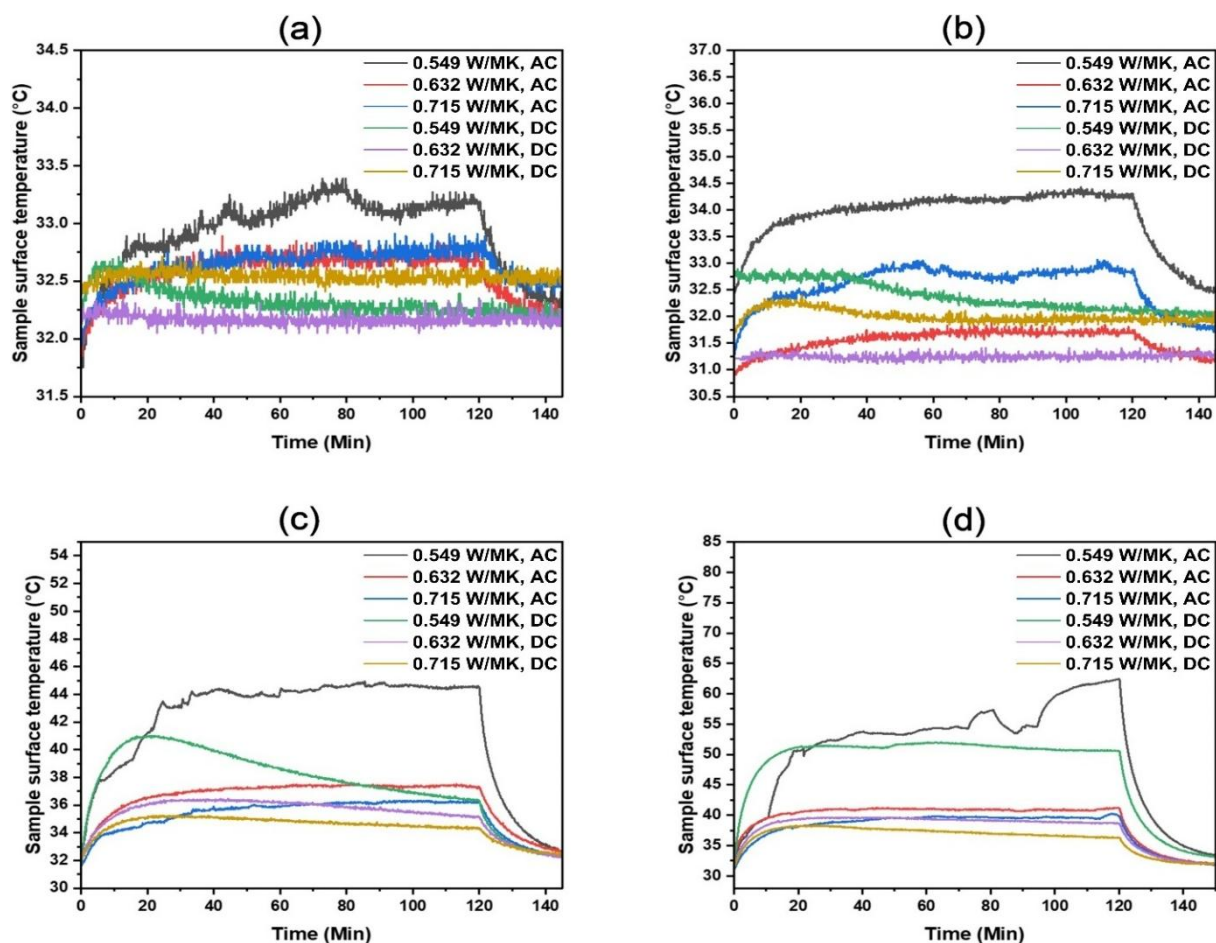 (a)
34.5
34.0
33.5
33.0
32.5
32.0
31.5
Sample surface temperature (°C)
0.549 W/MK, AC
0.632 W/MK, AC
0.715 W/MK, AC
0.549 W/MK, DC
0.632 W/MK, DC
0.715 W/MK, DC
0 20 40 60 80 100 120 140
Time (Min)
(b)
37.0
36.5
36.0
35.5
35.0
34.5
34.0
33.5
33.0
32.5
32.0
31.5
31.0
30.5
Sample surface temperature (°C)
0.549 W/MK, AC
0.632 W/MK, AC
0.715 W/MK, AC
0.549 W/MK, DC
0.632 W/MK, DC
0.715 W/MK, DC
0 20 40 60 80 100 120 140
Time (Min)
(c)
54
52
50
48
46
44
42
40
38
36
34
32
30
Sample surface temperature (°C)
0.549 W/MK, AC
0.632 W/MK, AC
0.715 W/MK, AC
0.549 W/MK, DC
0.632 W/MK, DC
0.715 W/MK, DC
0 20 40 60 80 100 120 140
Time (Min)
(d)
85
80
75
70
65
60
55
50
45
40
35
30
Sample surface temperature (°C)
0.549 W/MK, AC
0.632 W/MK, AC
0.715 W/MK, AC
0.549 W/MK, DC
0.632 W/MK, DC
0.715 W/MK, DC
0 20 40 60 80 100 120 140
Time (Min)